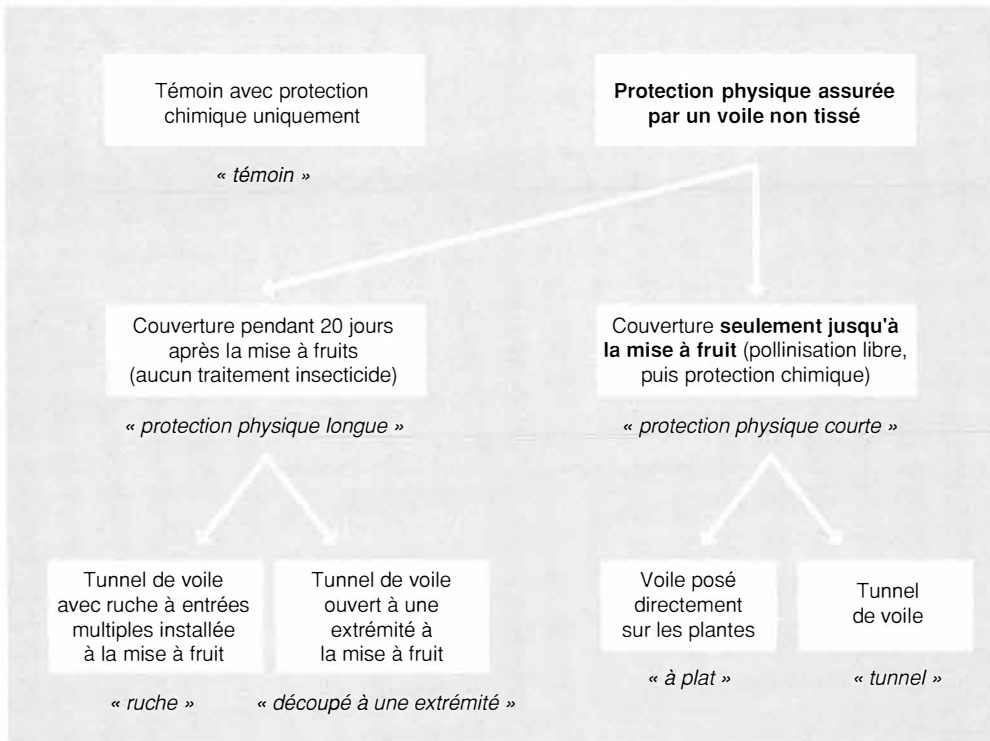 Témoin avec protection
chimique uniquement
« témoin »
Protection physique assurée
par un voile non tissé
Couverture pendant 20 jours
après la mise à fruits
(aucun traitement insecticide)
« protection physique longue »
Couverture seulement jusqu'à
la mise à fruit (pollinisation libre,
puis protection chimique)
« protection physique courte »
Tunnel de voile
avec ruche à entrées
multiples installée
à la mise à fruit
« ruche »
Tunnel de voile
ouvert à une
extrémité à
la mise à fruit
« découpé à une extrémité »
Voile posé
directement
sur les plantes
« à plat »
Tunnel
de voile
« tunnel »